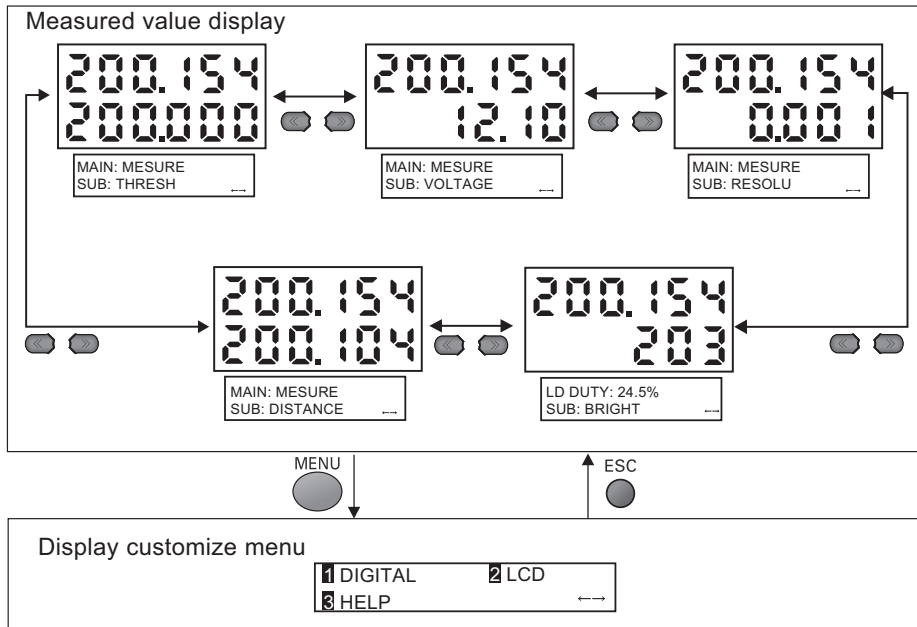 Measured value display
200.154
200.000
MAIN: MESURE
SUB: THRESH ←→
200.154
12.10
MAIN: MESURE
SUB: VOLTAGE ←→
200.154
0.001
MAIN: MESURE
SUB: RESOLU ←→
200.154
200.104
MAIN: MESURE
SUB: DISTANCE ←→
200.154
203
LD DUTY: 24.5%
SUB: BRIGHT ←→
MENU
ESC
Display customize menu
1 DIGITAL 2 LCD
3 HELP ←→